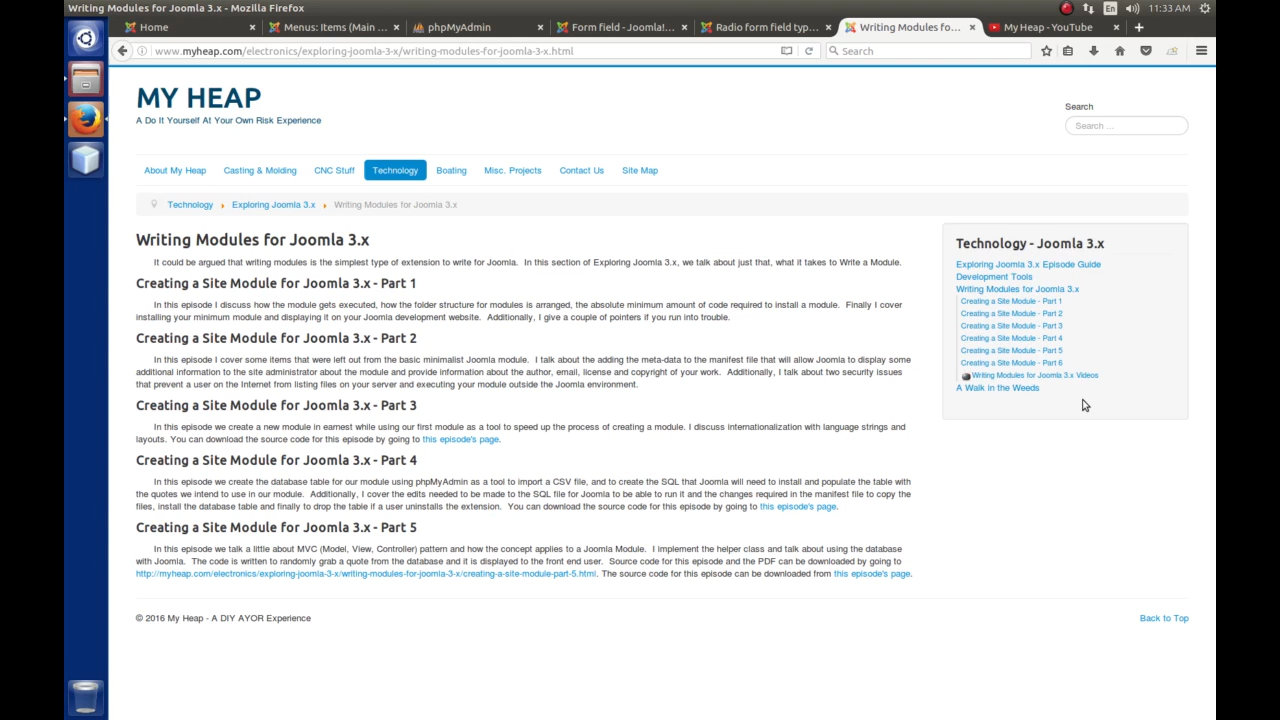 Writing Modules for Joomla 3.x - Mozilla Firefox
En
11:33 AM
Home
Menus: Items (Main ...
phpMyAdmin
Form field - Joomla!...
Radio form field typ...
Writing Modules fo...
My Heap - YouTube
www.myheap.com/electronics/exploring-joomla-3-x/writing-modules-for-joomla-3-x.html
Search
MY HEAP
A Do It Yourself At Your Own Risk Experience
Search
Search ...
About My Heap
Casting & Molding
CNC Stuff
Technology
Boating
Misc. Projects
Contact Us
Site Map
Technology
Exploring Joomla 3.x
Writing Modules for Joomla 3.x
Writing Modules for Joomla 3.x
It could be argued that writing modules is the simplest type of extension to write for Joomla. In this section of Exploring Joomla 3.x, we talk about just that, what it takes to Write a Module.
Creating a Site Module for Joomla 3.x - Part 1
In this episode I discuss how the module gets executed, how the folder structure for modules is arranged, the absolute minimum amount of code required to install a module. Finally I cover
installing your minimum module and displaying it on your Joomla development website. Additionally, I give a couple of pointers if you run into trouble.
Creating a Site Module for Joomla 3.x - Part 2
In this episode I cover some items that were left out from the basic minimalist Joomla module. I talk about the adding the meta-data to the manifest file that will allow Joomla to display some
additional information to the site administrator about the module and provide information about the author, email, license and copyright of your work. Additionally, I talk about two security issues
that prevent a user on the Internet from listing files on your server and executing your module outside the Joomla environment.
Creating a Site Module for Joomla 3.x - Part 3
In this episode we create a new module in earnest while using our first module as a tool to speed up the process of creating a module. I discuss internationalization with language strings and
layouts. You can download the source code for this episode by going to this episode's page.
Creating a Site Module for Joomla 3.x - Part 4
In this episode we create the database table for our module using phpMyAdmin as a tool to import a CSV file, and to create the SQL that Joomla will need to install and populate the table with
the quotes we intend to use in our module. Additionally, I cover the edits needed to be made to the SQL file for Joomla to be able to run it and the changes required in the manifest file to copy the
files, install the database table and finally to drop the table if a user uninstalls the extension. You can download the source code for this episode by going to this episode's page.
Creating a Site Module for Joomla 3.x - Part 5
In this episode we talk a little about MVC (Model, View, Controller) pattern and how the concept applies to a Joomla Module. I implement the helper class and talk about using the database
with Joomla. The code is written to randomly grab a quote from the database and it is displayed to the front end user. Source code for this episode and the PDF can be downloaded by going to
http://myheap.com/electronics/exploring-joomla-3-x/writing-modules-for-joomla-3-x/creating-a-site-module-part-5.html. The source code for this episode can be downloaded from this episode's page.
Technology - Joomla 3.x
Exploring Joomla 3.x Episode Guide
Development Tools
Writing Modules for Joomla 3.x
Creating a Site Module - Part 1
Creating a Site Module - Part 2
Creating a Site Module - Part 3
Creating a Site Module - Part 4
Creating a Site Module - Part 5
Creating a Site Module - Part 6
Writing Modules for Joomla 3.x Videos
A Walk in the Weeds
© 2016 My Heap - A DIY AYOR Experience
Back to Top